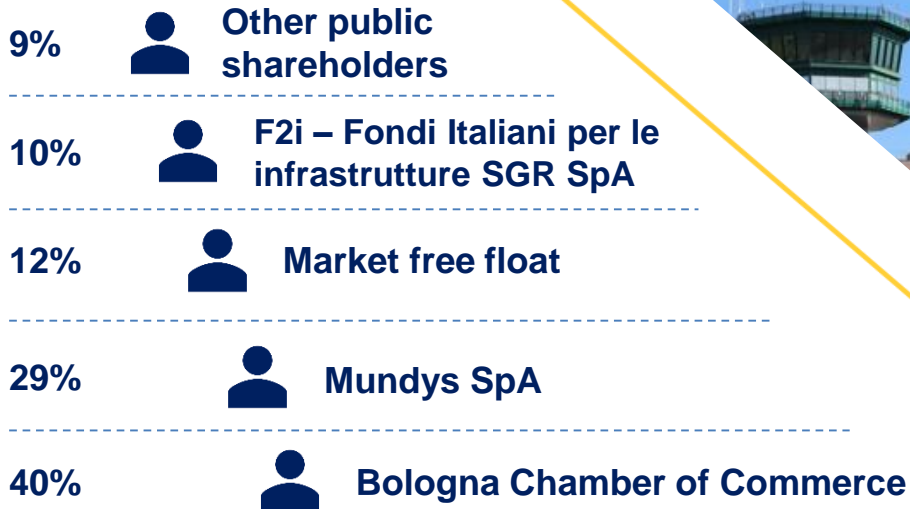 9%
Other public
shareholders
10%
F2i – Fondi Italiani per le
infrastrutture SGR SpA
12%
Market free float
29%
Mundys SpA
40%
Bologna Chamber of Commerce